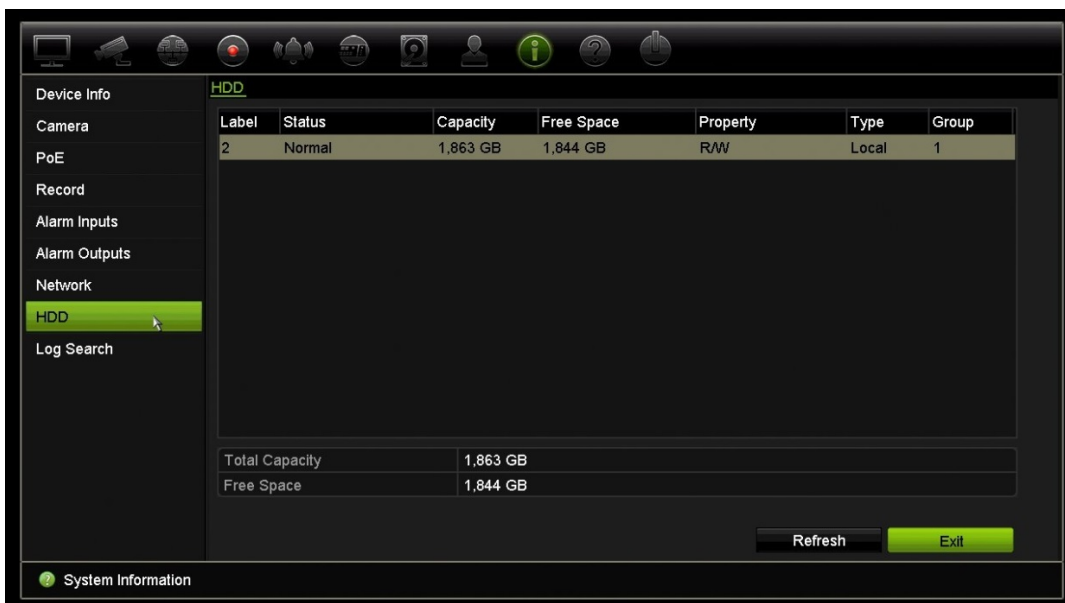 HDD
Device Info
Camera
PoE
Record
Alarm Inputs
Alarm Outputs
Network
HDD
Log Search
Label Status Capacity Free Space Property Type Group
2 Normal 1,863 GB 1,844 GB R/W Local 1
Total Capacity 1,863 GB
Free Space 1,844 GB
Refresh Exit
System Information